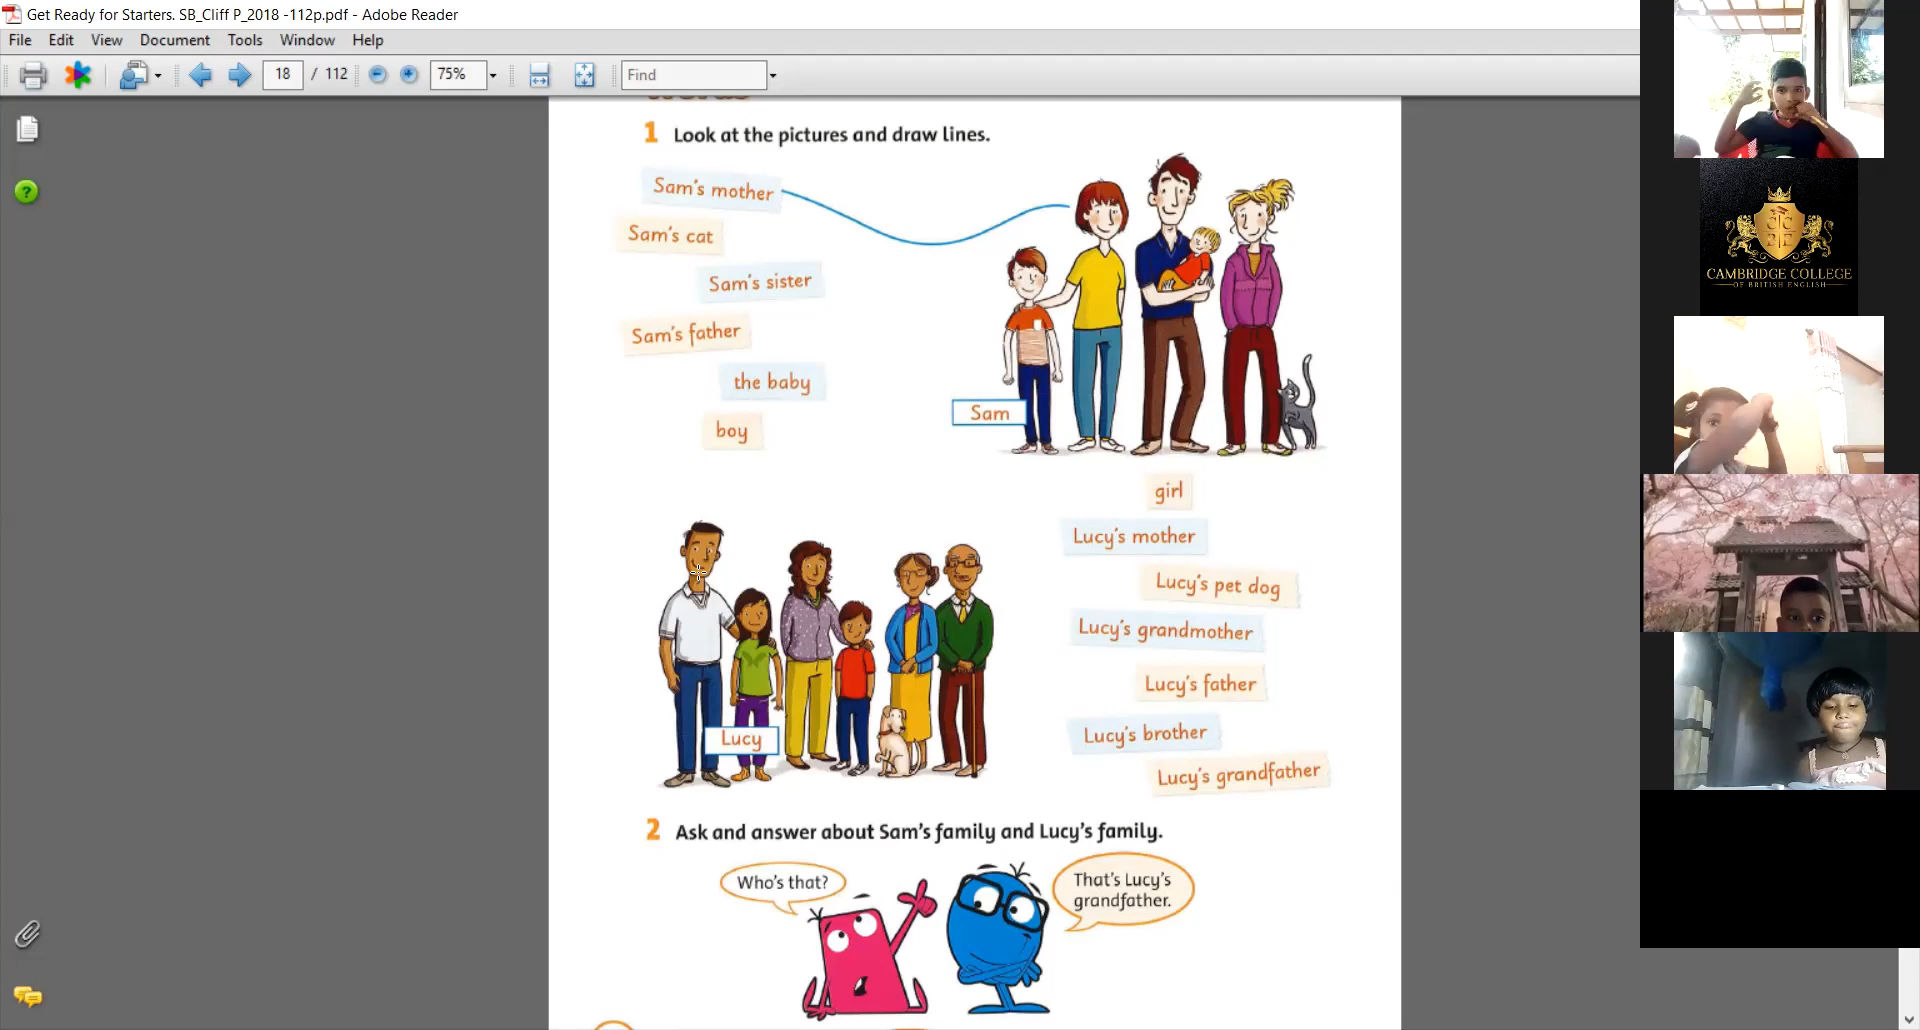 Get Ready for Starters. SB_Cliff P_2018 -112p.pdf - Adobe Reader
File Edit View Document Tools Window Help
18 / 112 75% Find
1 Look at the pictures and draw lines.
Sam's mother
Sam's cat
Sam's sister
Sam's father
the baby
boy
Sam
girl
Lucy's mother
Lucy's pet dog
Lucy's grandmother
Lucy's father
Lucy's brother
Lucy's grandfather
Lucy
2 Ask and answer about Sam's family and Lucy's family.
Who's that?
That's Lucy's
grandfather.
CAMBRIDGE COLLEGE
OF BRITISH ENGLISH